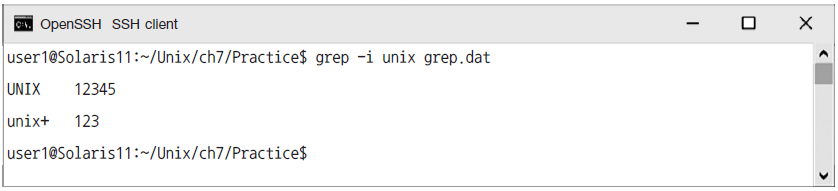 OpenSSH SSH client
user1@Solaris11:~/Unix/ch7/Practice$ grep -i unix grep.dat
UNIX 12345
unix+ 123
user1@Solaris11:~/Unix/ch7/Practice$